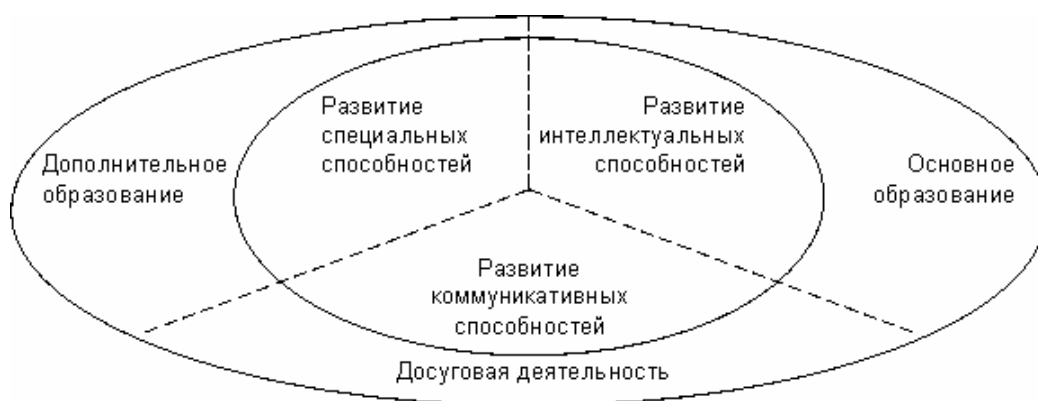 Развитие
специальных
способностей
Развитие
интеллектуальных
способностей
Дополнительное
образование
Основное
образование
Развитие
коммуникативных
способностей
Досуговая деятельность